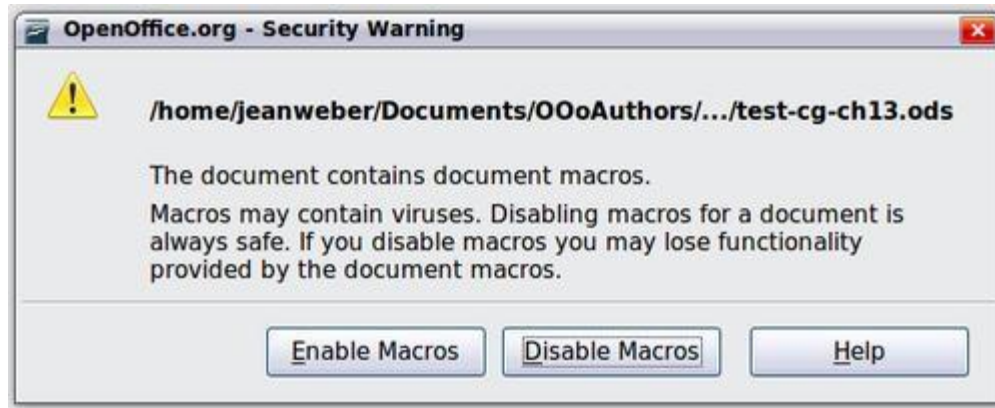 OpenOffice.org - Security Warning
/home/jeanweber/Documents/OOoAuthors/.../test-cg-ch13.ods
The document contains document macros.
Macros may contain viruses. Disabling macros for a document is
always safe. If you disable macros you may lose functionality
provided by the document macros.
Enable Macros
Disable Macros
Help